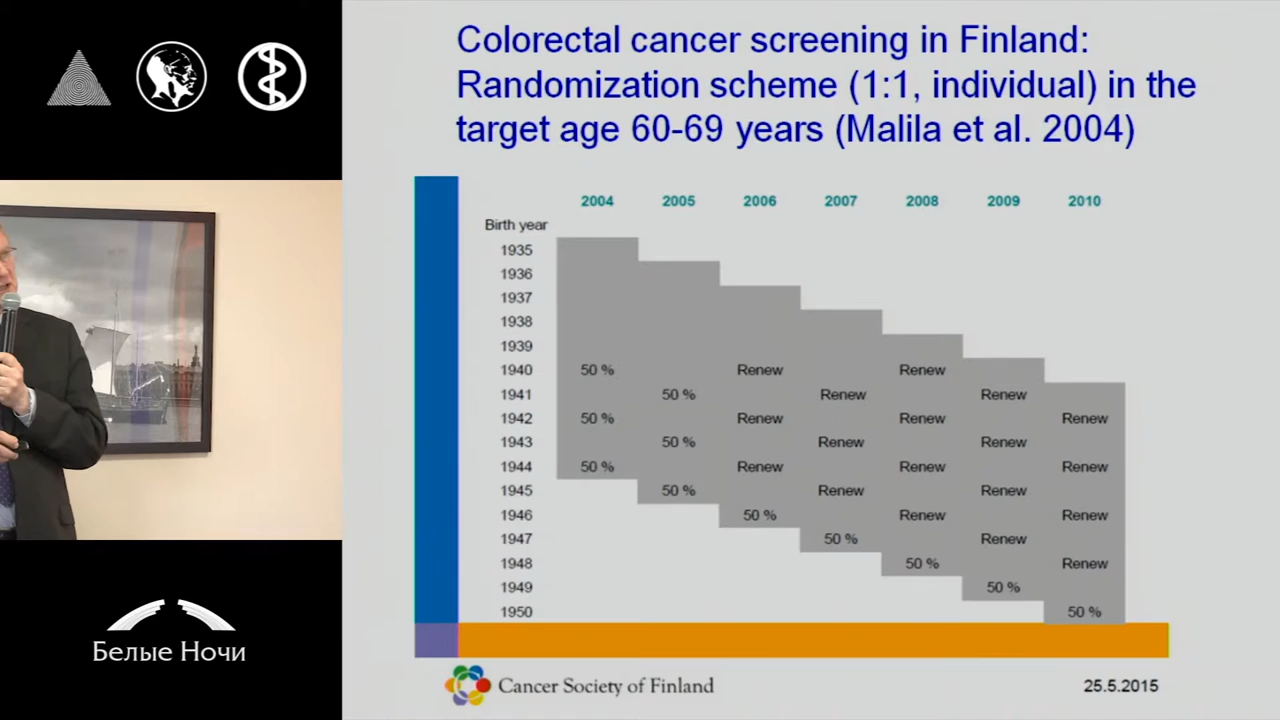 Colorectal cancer screening in Finland:
Randomization scheme (1:1, individual) in the
target age 60-69 years (Malila et al. 2004)
2004 2005 2006 2007 2008 2009 2010
Birth year
1935
1936
1937
1938
1939
1940 50 % Renew Renew
1941 50 % Renew Renew
1942 50 % Renew Renew Renew
1943 50 % Renew Renew
1944 50 % Renew Renew Renew
1945 50 % Renew Renew
1946 50 % Renew Renew
1947 50 % Renew
1948 50 % Renew
1949 50 %
1950 50 %
Cancer Society of Finland 25.5.2015
Белые Ночи